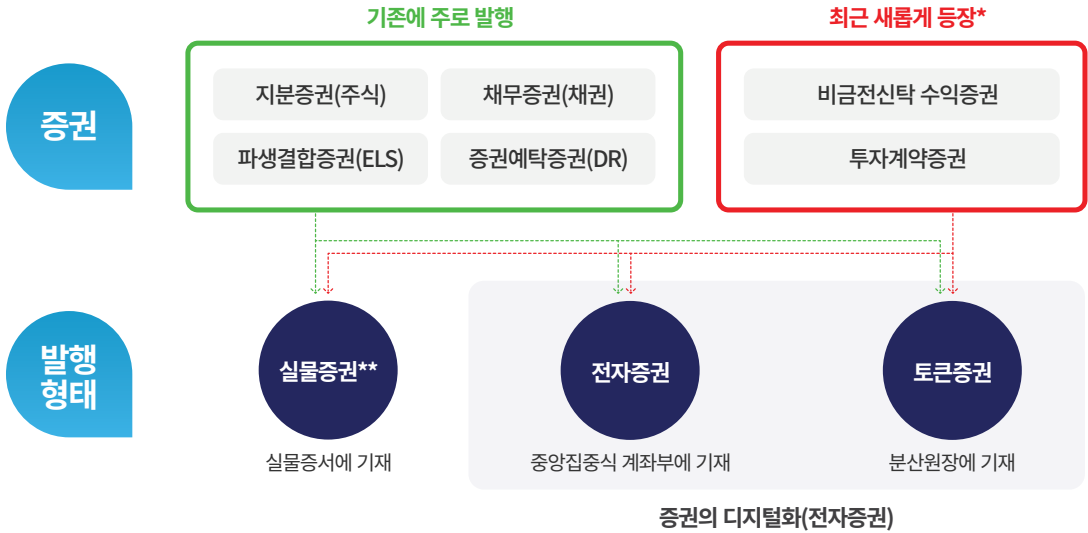 기존에 주로 발행
최근 새롭게 등장*
증권
지분증권(주식)
채무증권(채권)
파생결합증권(ELS)
증권예탁증권(DR)
비금전신탁 수익증권
투자계약증권
발행
형태
실물증권**
전자증권
토큰증권
실물증서에 기재
중앙집중식 계좌부에 기재
분산원장에 기재
증권의 디지털화(전자증권)